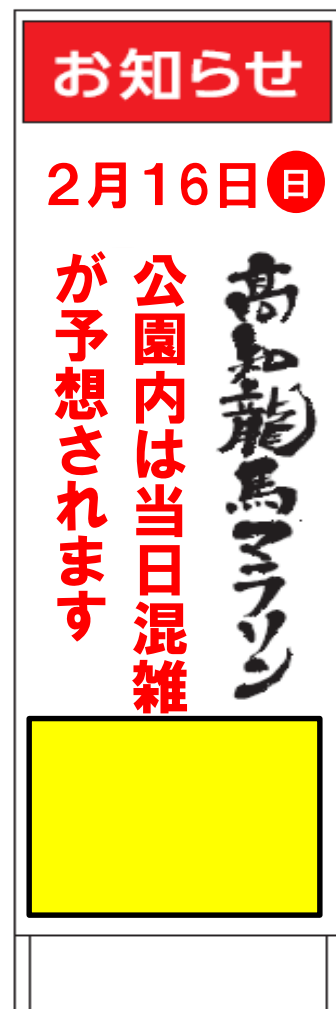 お知らせ
2月16日㊐
高知龍馬マラソン
公園内は当日混雑
が予想されます